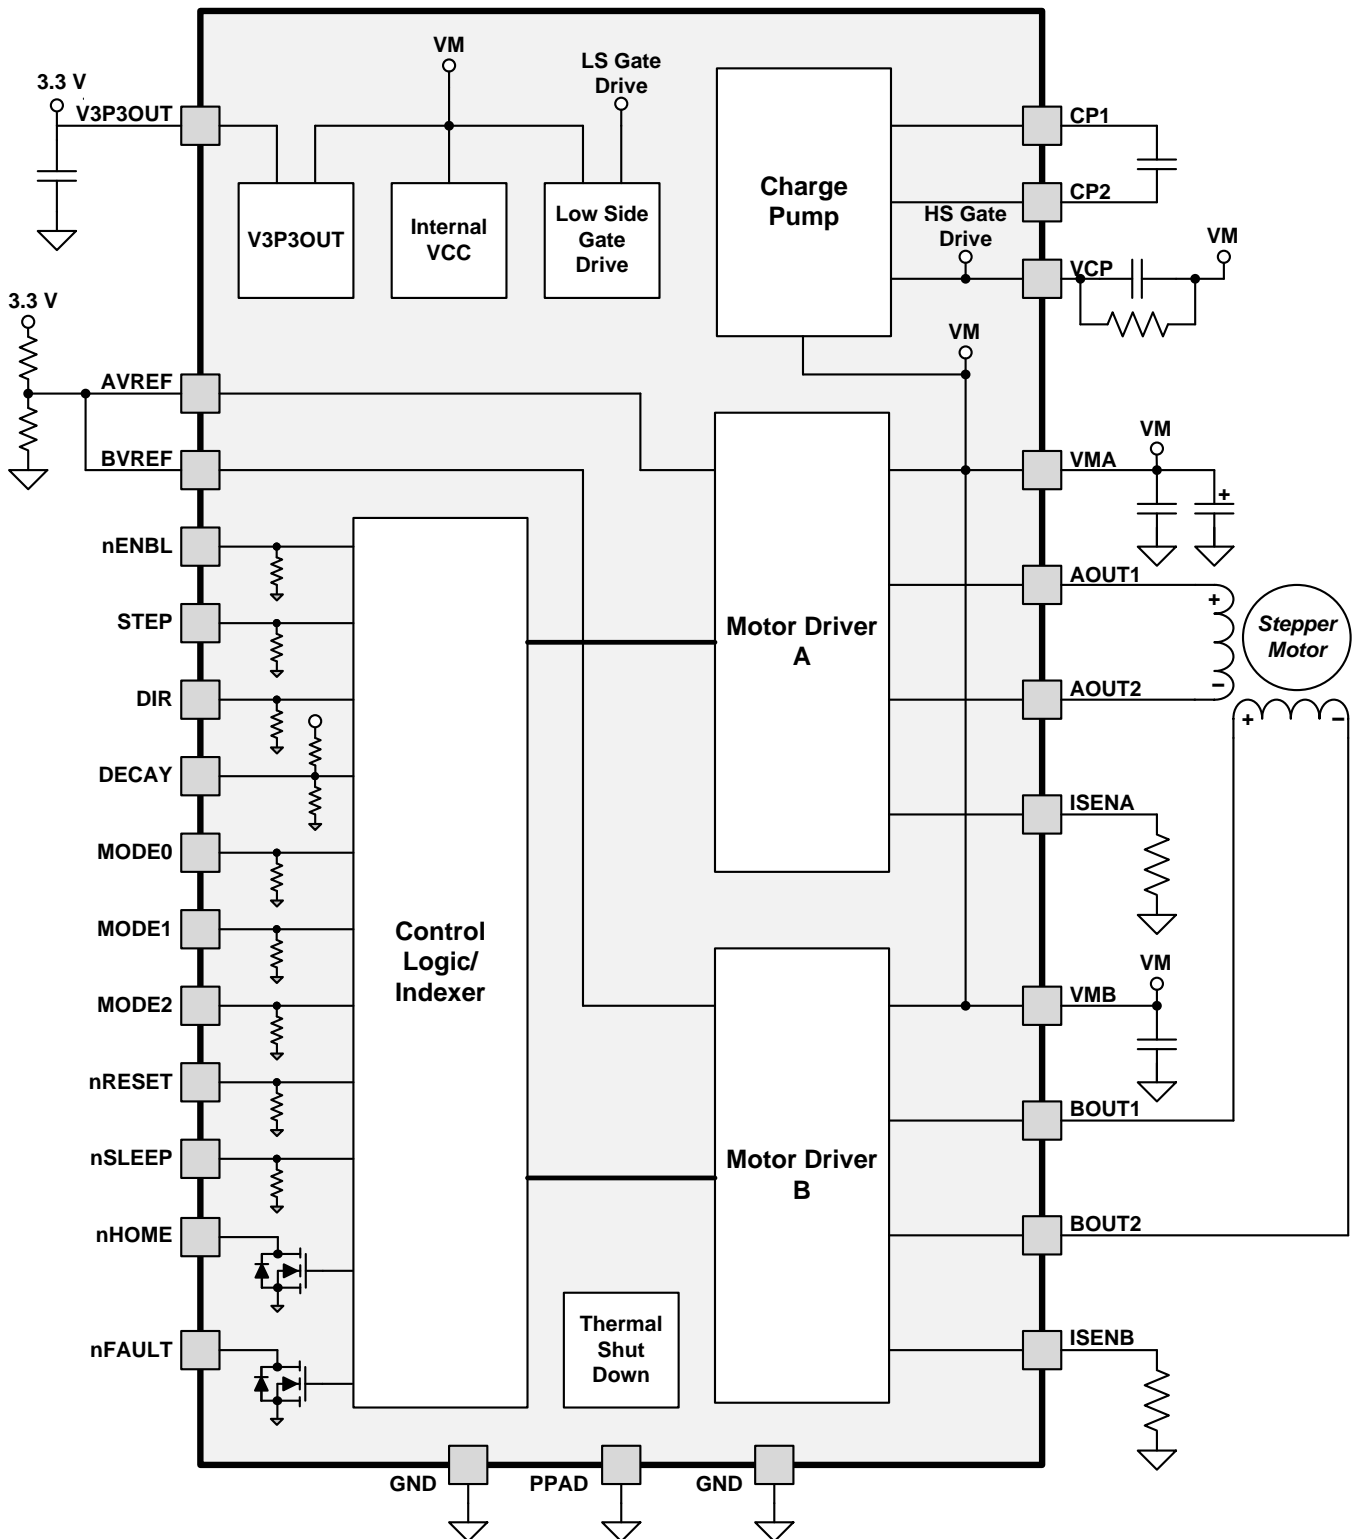 VM
LS Gate
Drive
3.3 V
V3P3OUT
CP1
Charge
Pump
CP2
V3P3OUT
Internal
VCC
Low Side
Gate
Drive
HS Gate
Drive
VM
VCP
3.3 V
VM
AVREF
BVREF
VM
VMA
nENBL
AOUT1
STEP
Motor Driver
A
+
Stepper
Motor
DIR
AOUT2
–
+
–
DECAY
ISENA
MODE0
MODE1
Control
Logic/
Indexer
VM
MODE2
VMB
nRESET
BOUT1
nSLEEP
Motor Driver
B
nHOME
BOUT2
Thermal
Shut
Down
nFAULT
ISENB
GND
PPAD
GND
+